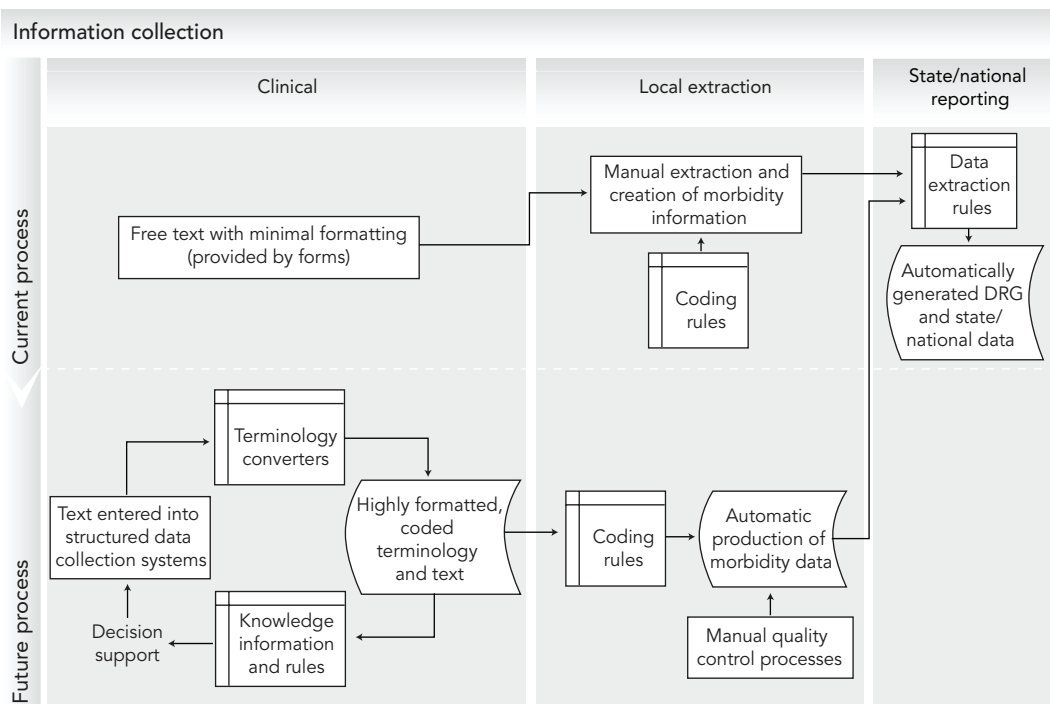 Information collection
Clinical
Local extraction
State/national
reporting
Current process
Free text with minimal formatting
(provided by forms)
Manual extraction and
creation of morbidity
information
Coding
rules
Data
extraction
rules
Automatically
generated DRG
and state/
national data
Future process
Text entered into
structured data
collection systems
Terminology
converters
Highly formatted,
coded
terminology
and text
Knowledge
information
and rules
Decision
support
Coding
rules
Automatic
production of
morbidity data
Manual quality
control processes